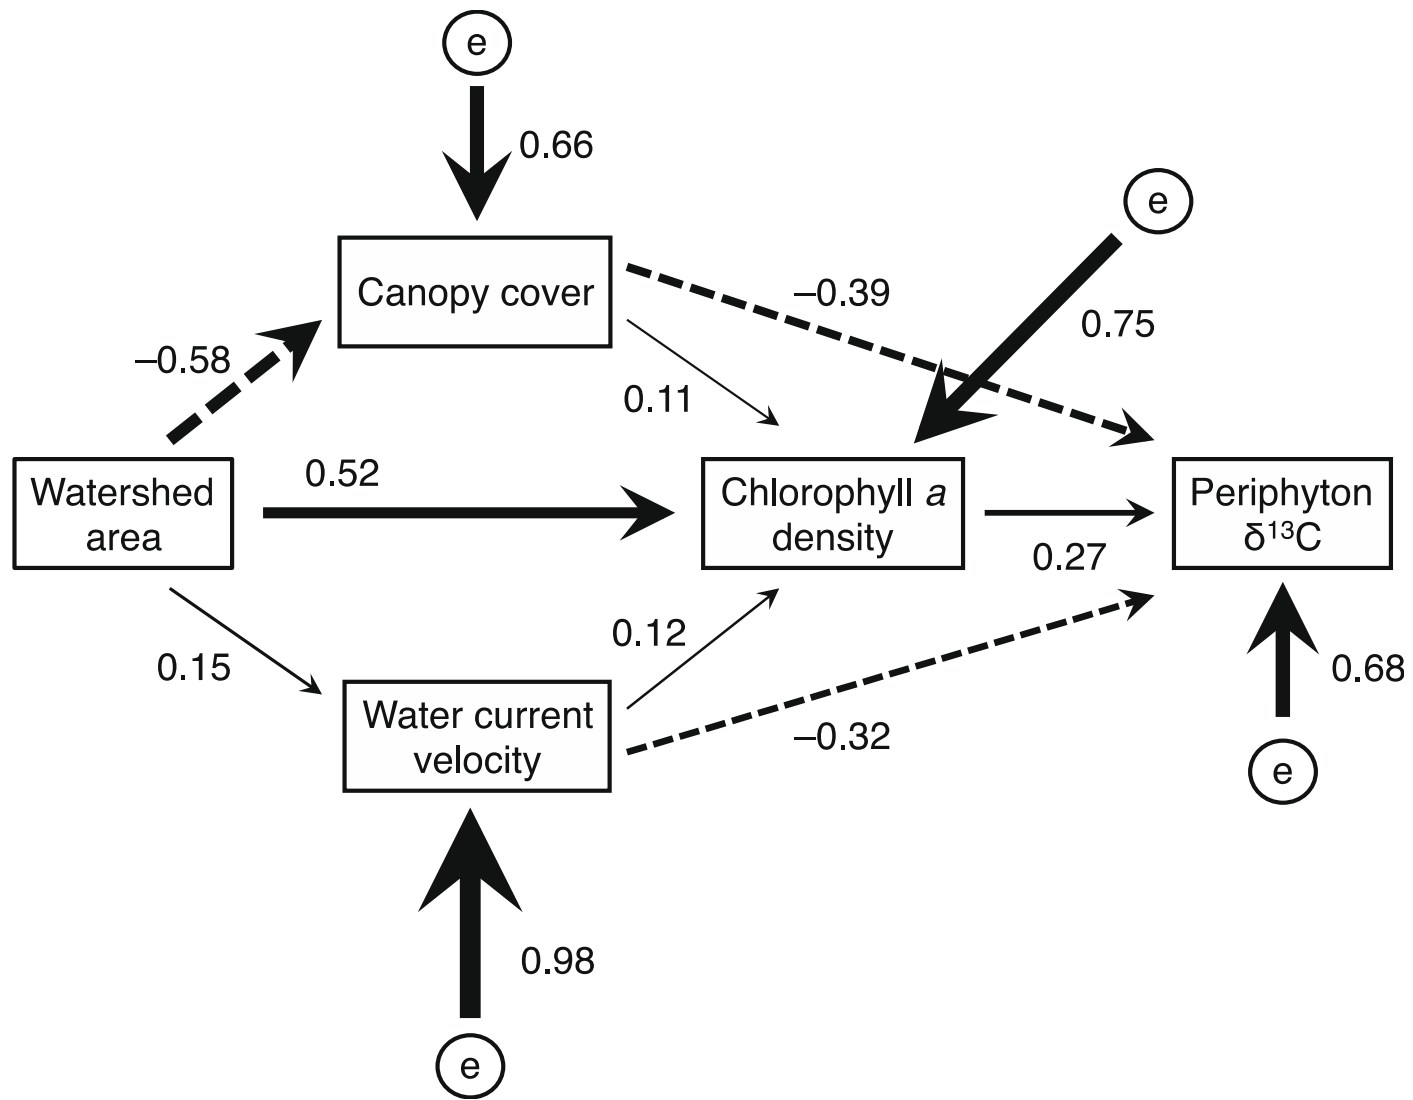 e
0.66
e
Canopy cover
–0.39
0.75
–0.58
0.11
Watershed
area
0.52
Chlorophyll a
density
Periphyton
δ¹³C
0.27
0.15
0.12
0.68
Water current
velocity
–0.32
e
0.98
e